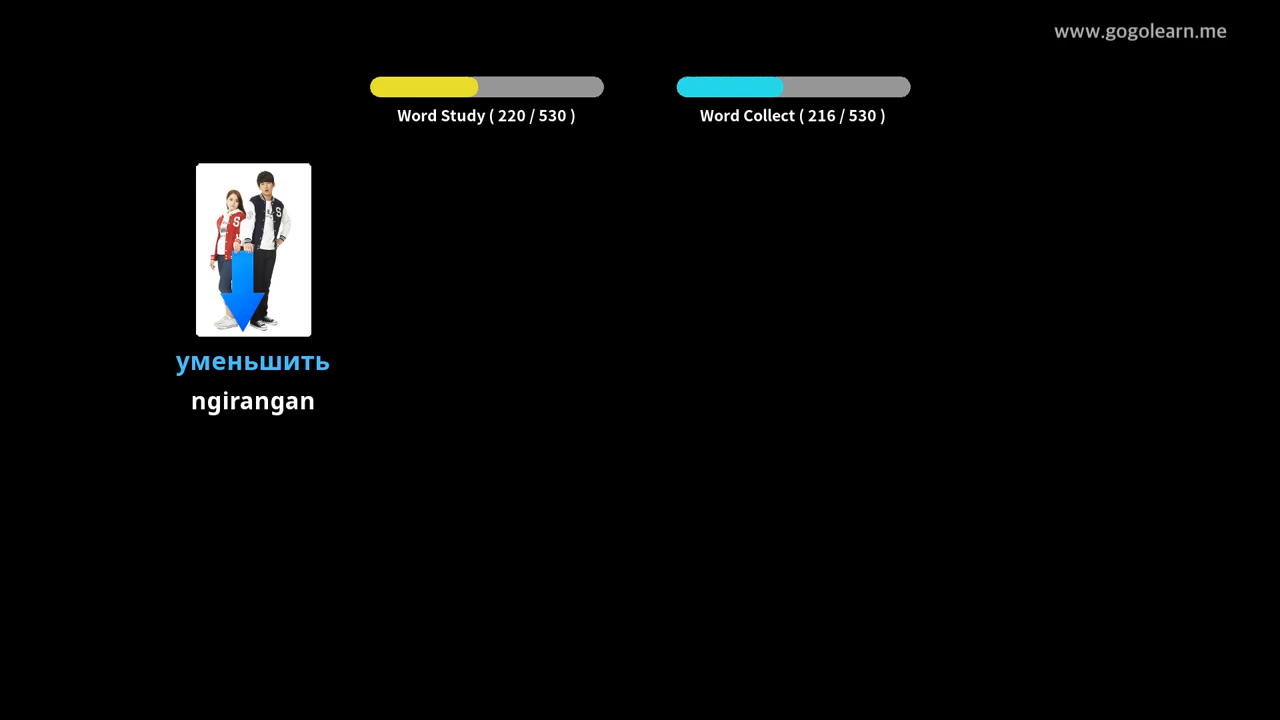 www.gogolearn.me
Word Study ( 220 / 530 )
Word Collect ( 216 / 530 )
S
S
уменьшить
ngirangan